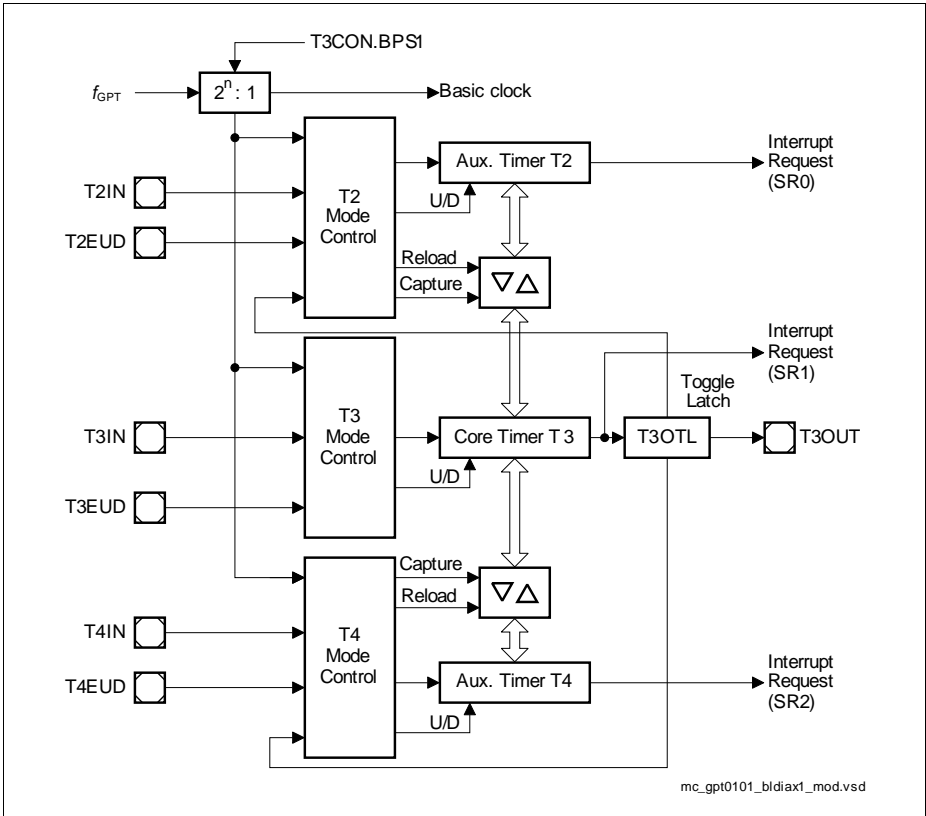 T3CON.BPS1
fGPT
2n : 1
Basic clock
T2IN
T2EUD
T2
Mode
Control
Aux. Timer T2
U/D
Reload
Capture
Interrupt
Request
(SR0)
Interrupt
Request
(SR1)
T3IN
T3EUD
T3
Mode
Control
Core Timer T 3
U/D
Toggle
Latch
T3OTL
T3OUT
T4IN
T4EUD
T4
Mode
Control
Capture
Reload
Aux. Timer T4
U/D
Interrupt
Request
(SR2)
mc_gpt0101_bldiax1_mod.vsd